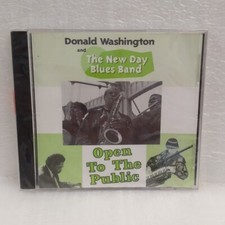 Donald Washington
and
The New Day
Blues Band
Open
To The
Public